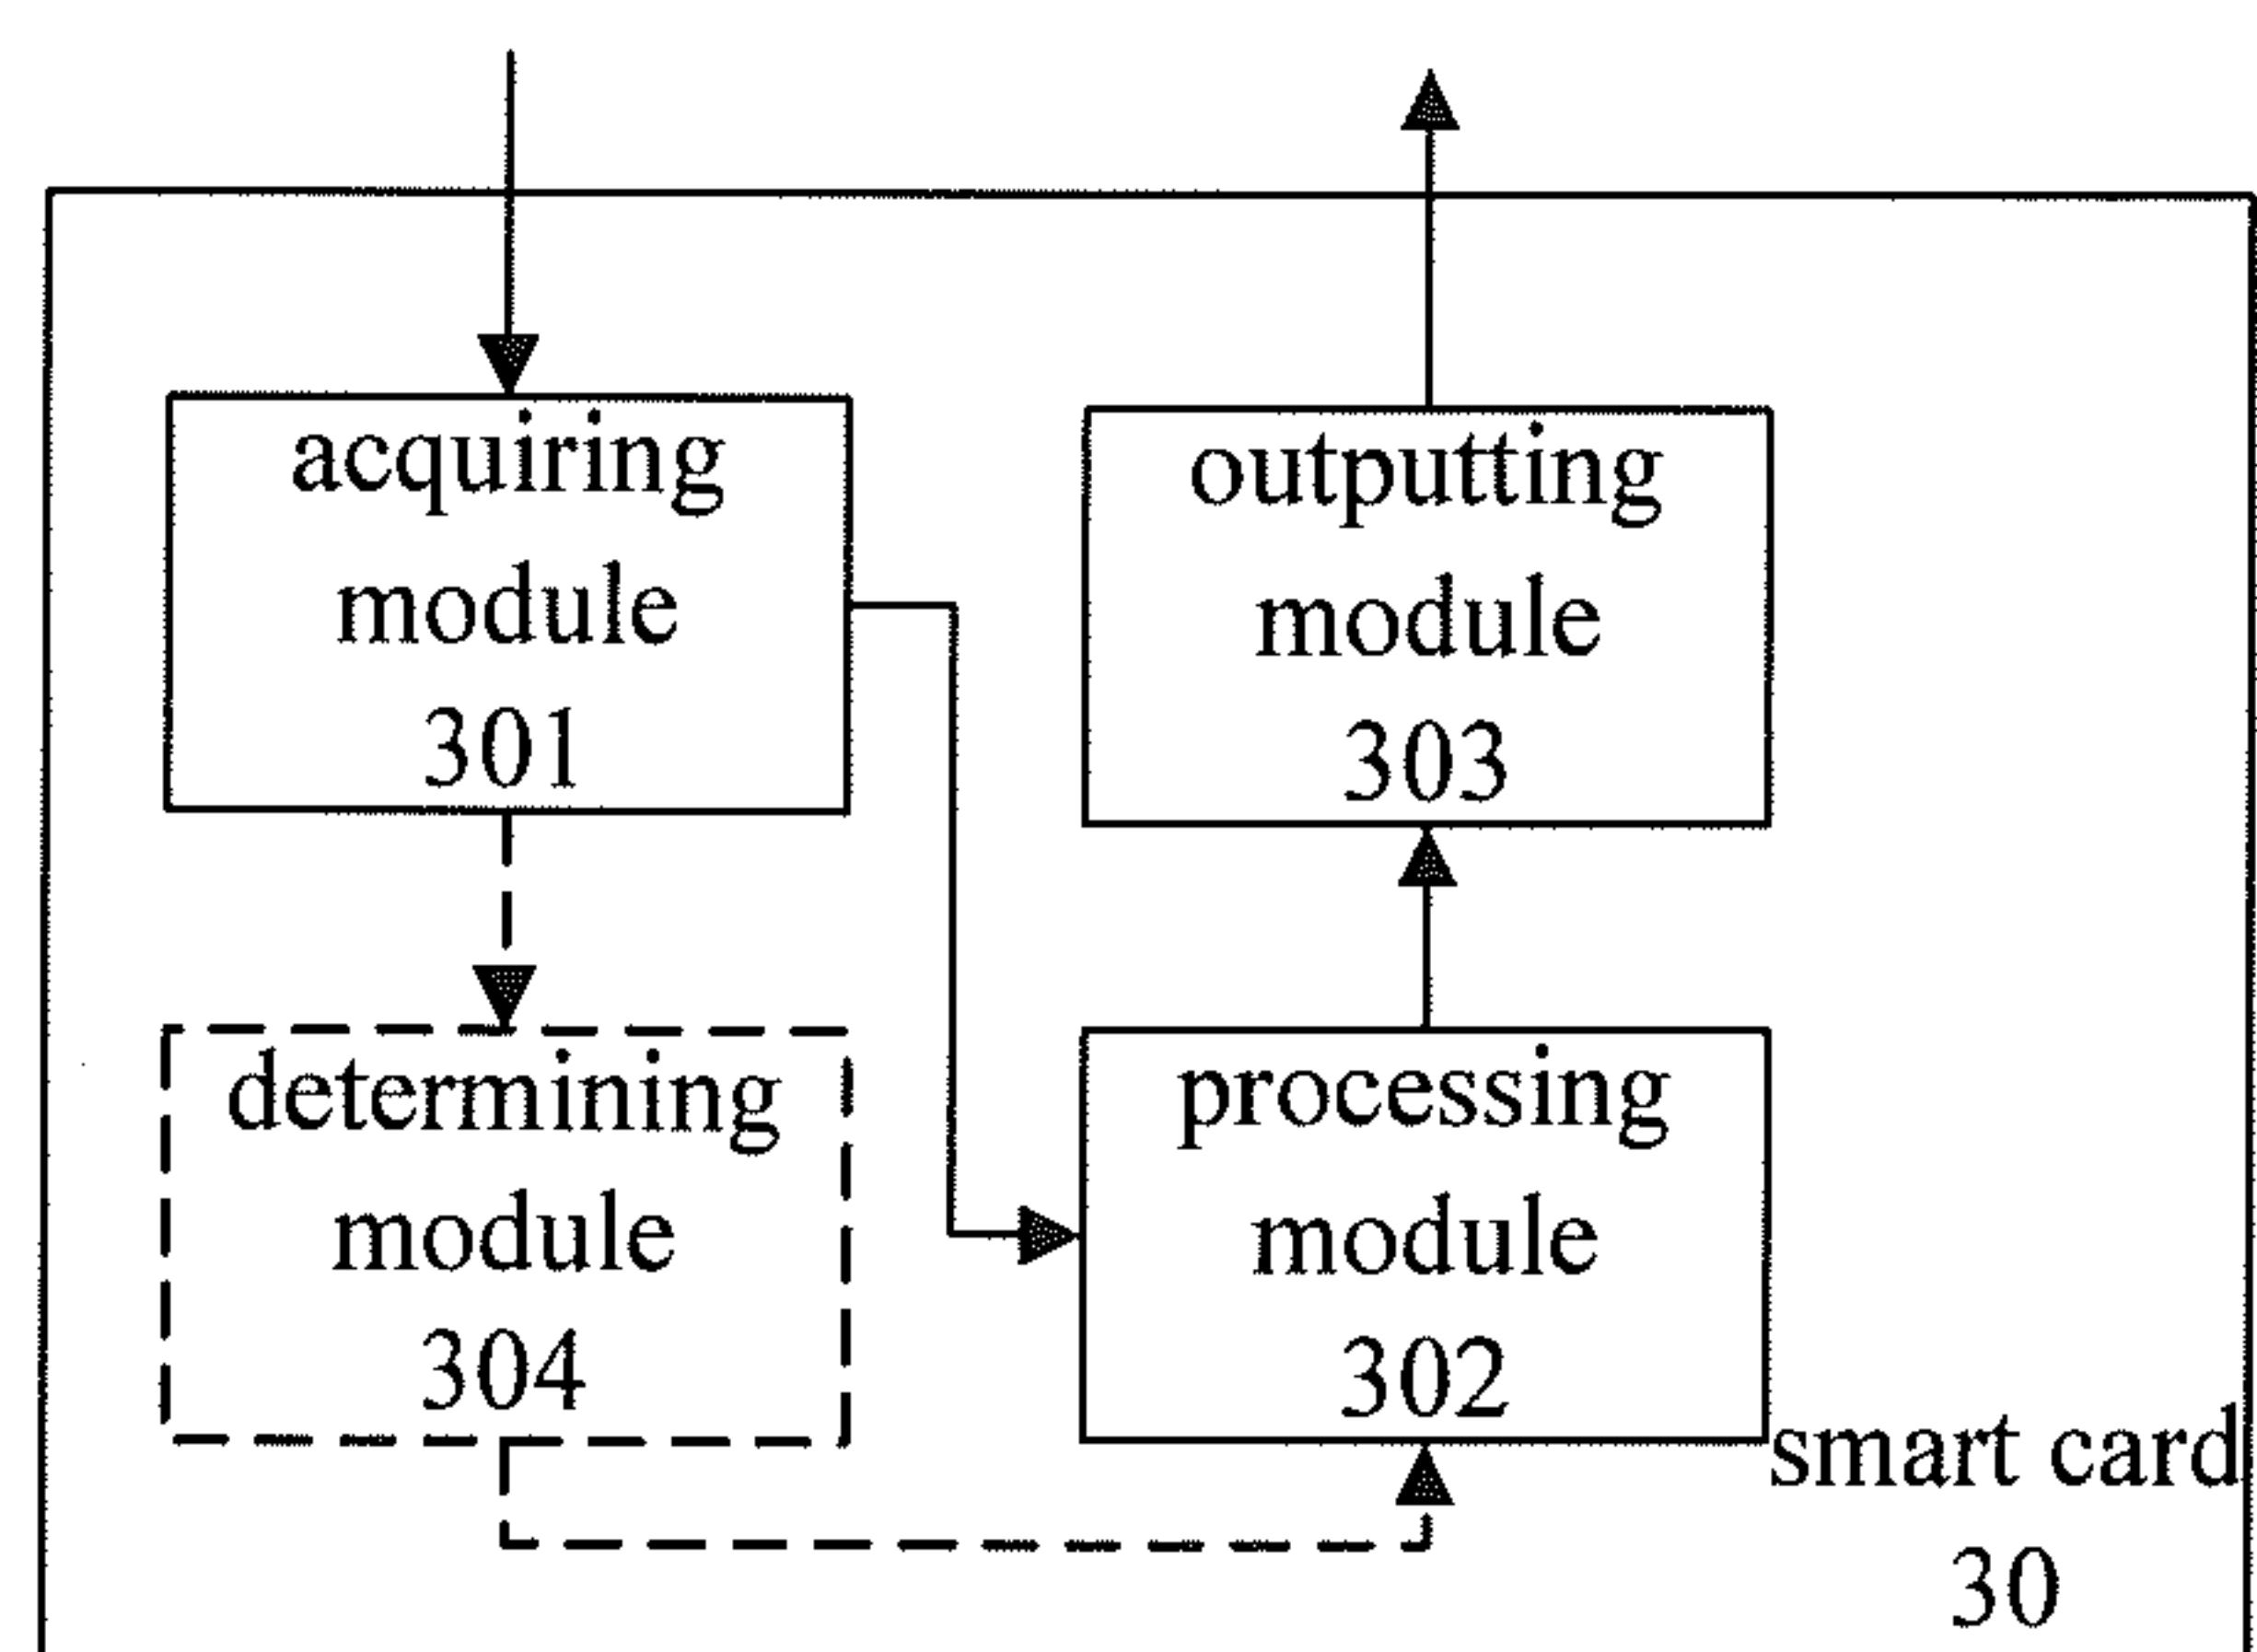 acquiring
module
301
outputting
module
303
determining
module
304
processing
module
302
smart card
30